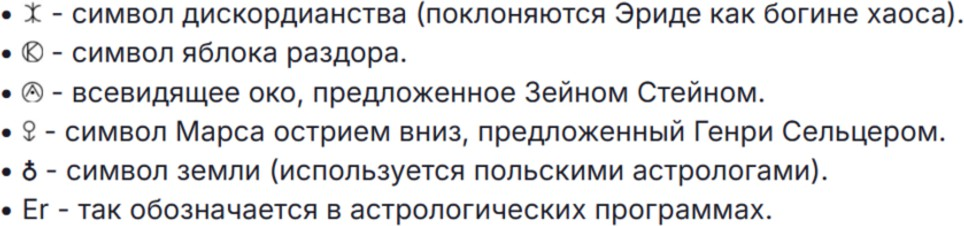 • ⯰ - символ дискордианства (поклоняются Эриде как богине хаоса).
• ⯱ - символ яблока раздора.
• ⯲ - всевидящее око, предложенное Зейном Стейном.
• ⯳ - символ Марса острием вниз, предложенный Генри Сельцером.
• ♁ - символ земли (используется польскими астрологами).
• Er - так обозначается в астрологических программах.